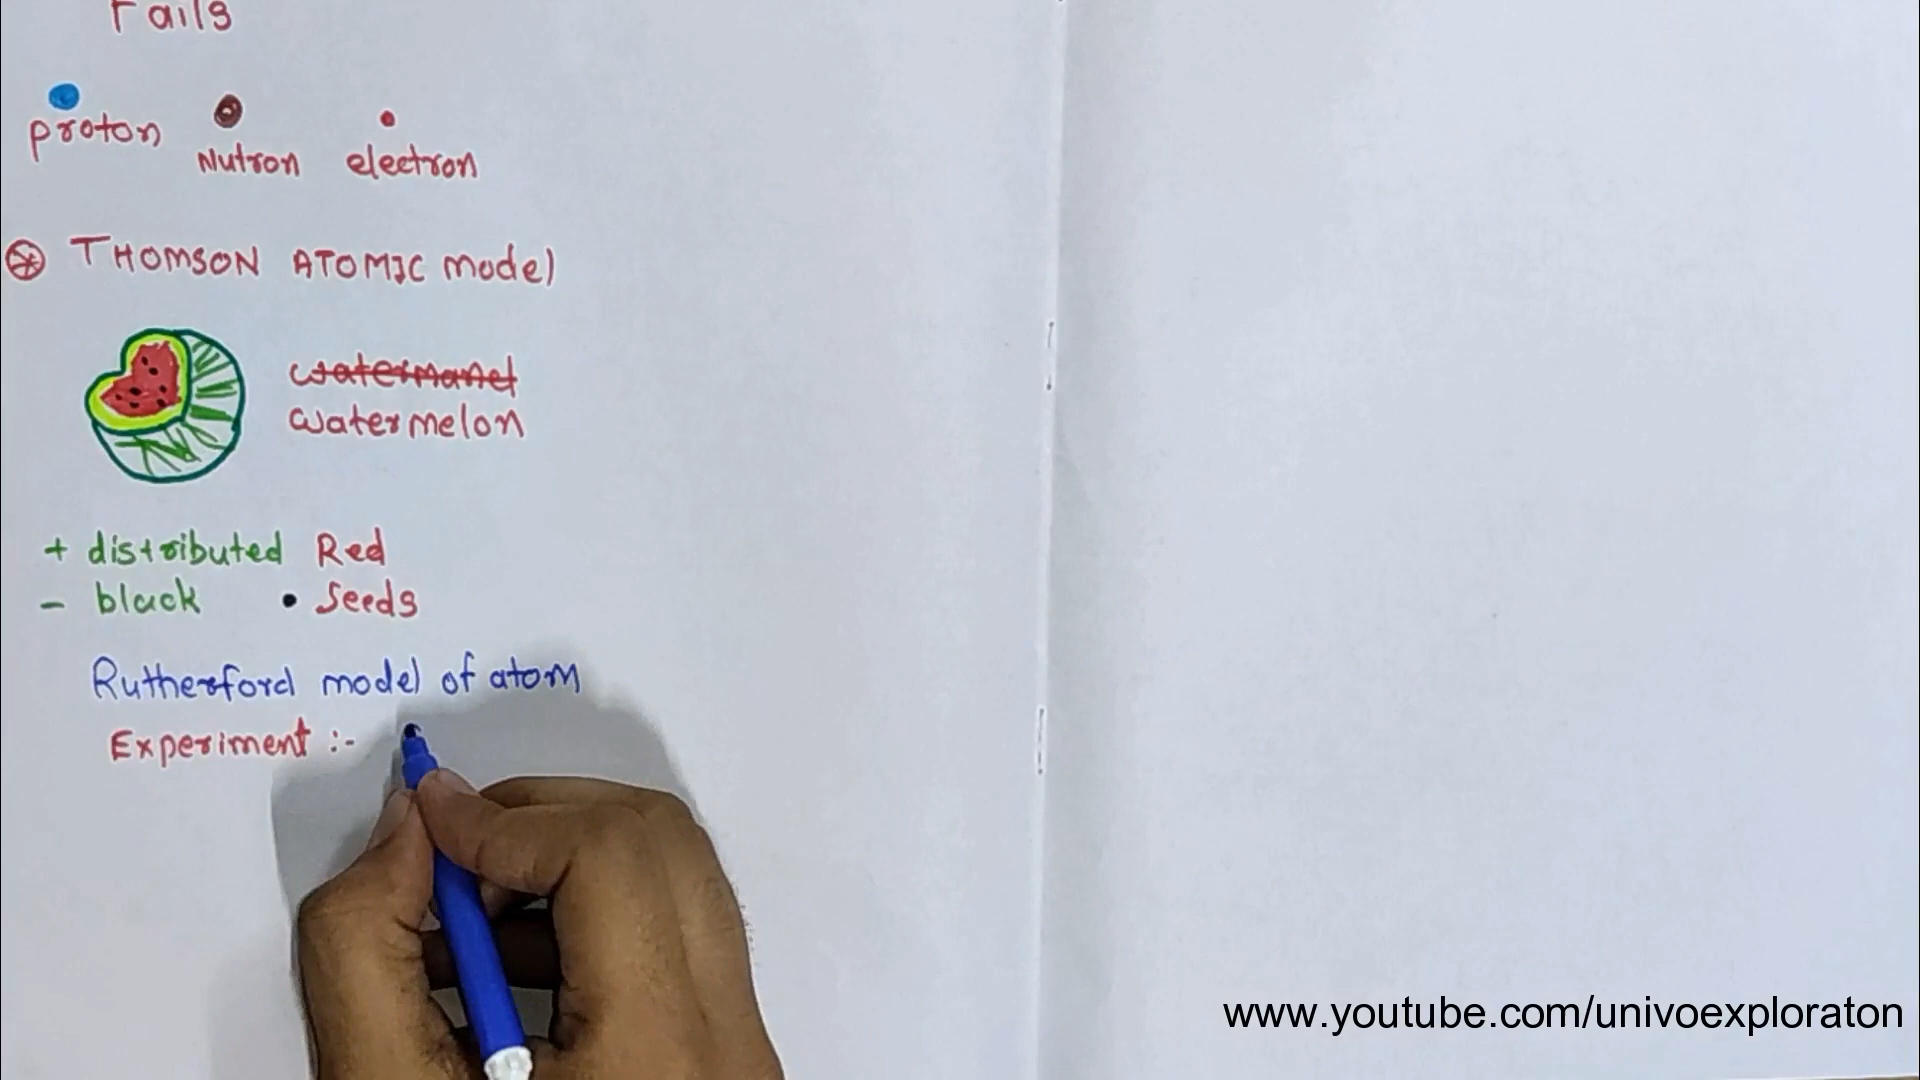 Fails
proton
Nutron electron
THOMSON ATOMIC model
watermanel
watermelon
+ distributed Red
- black • Seeds
Rutherford model of atom
Experiment :-
www.youtube.com/univoexploraton